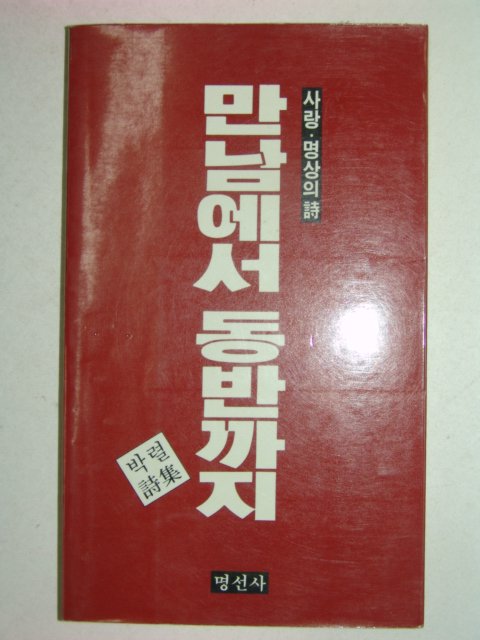 사랑·명상의 詩
만남에서 동반까지
박렬
詩集
명선사